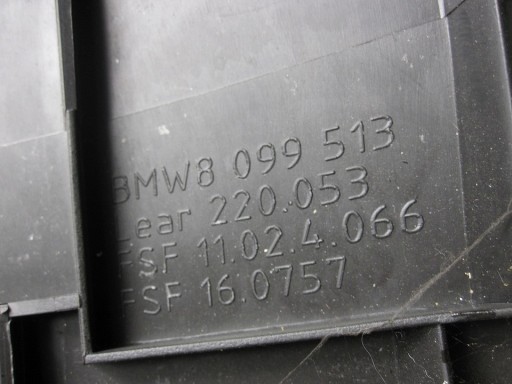 BMW8 099 513
Lear 220.053
FSF 11.02.4.066
FSF 16.0757